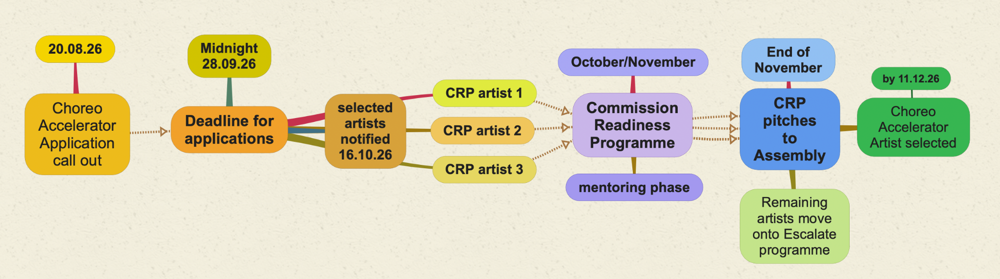 20.08.26
Choreo
Accelerator
Application
call out
Midnight
28.09.26
Deadline for
applications
selected
artists
notified
16.10.26
CRP artist 1
CRP artist 2
CRP artist 3
October/November
Commission
Readiness
Programme
mentoring phase
End of
November
CRP
pitches
to
Assembly
Remaining
artists move
onto Escalate
programme
by 11.12.26
Choreo
Accelerator
Artist selected